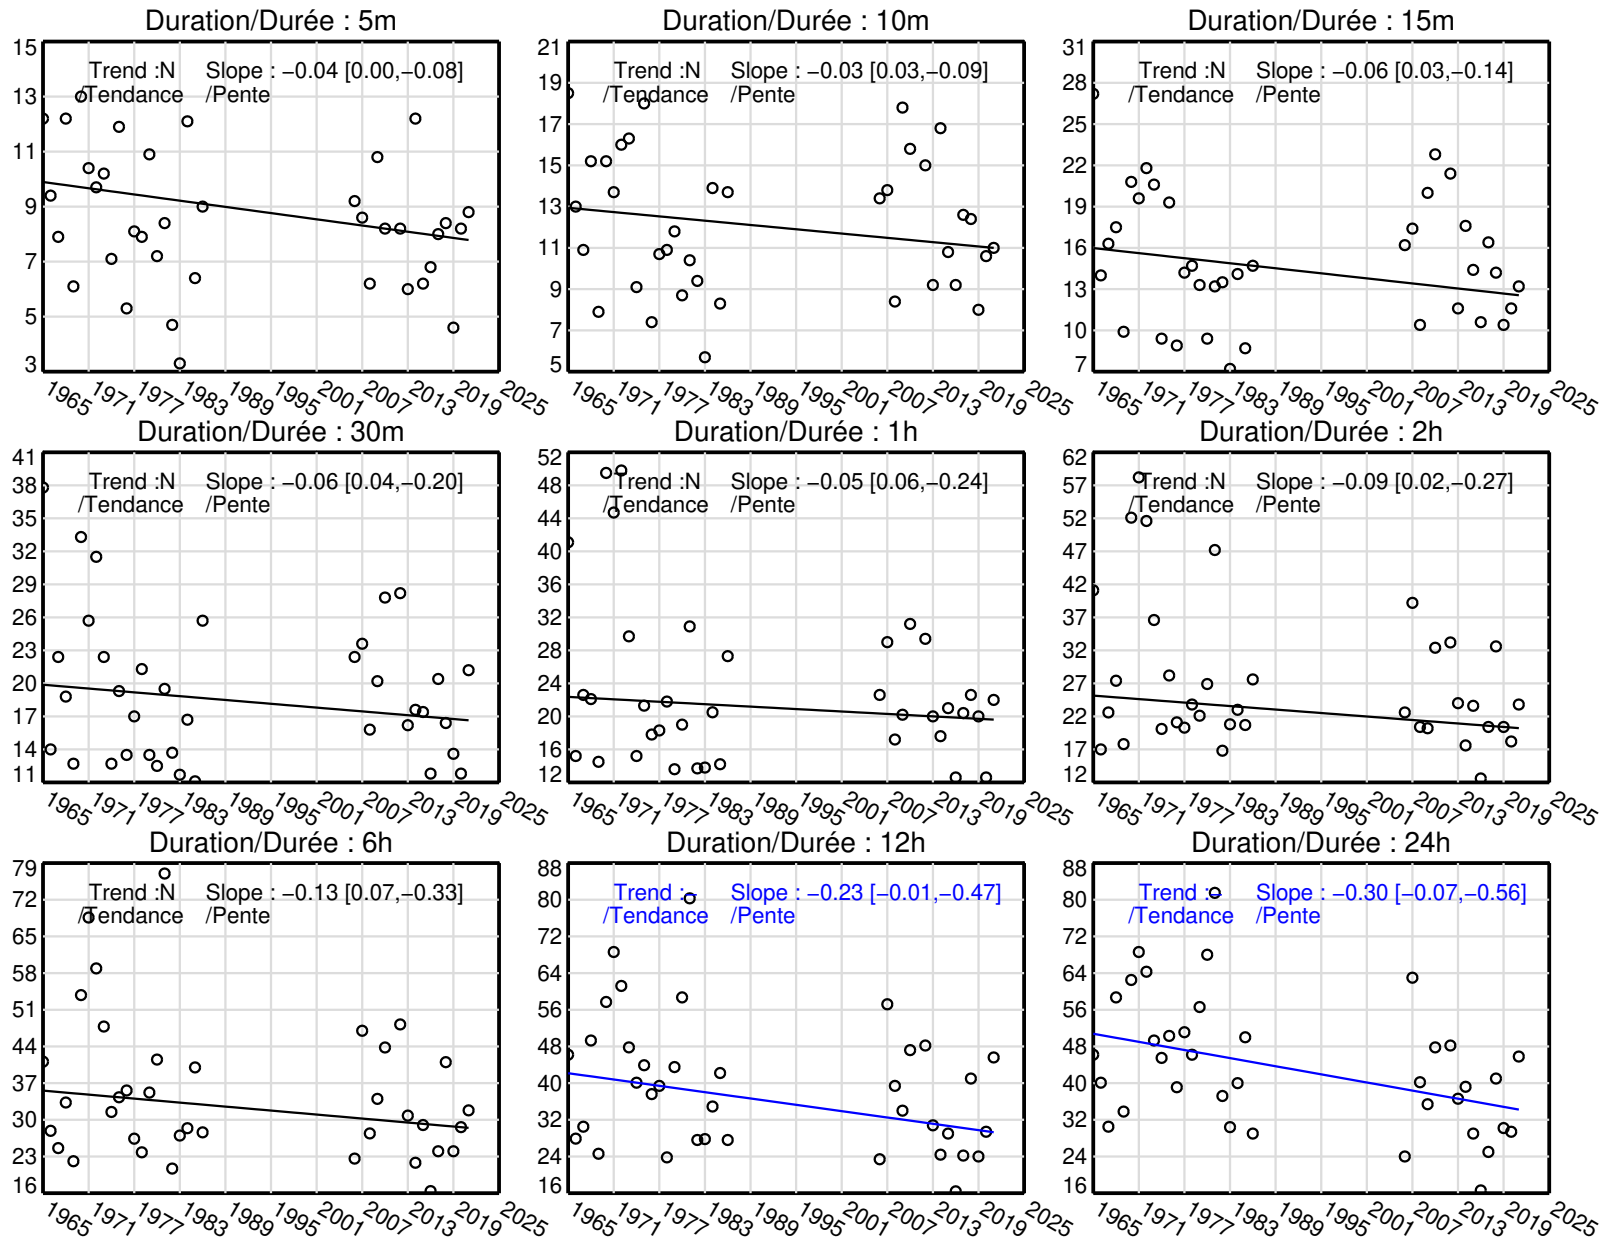 Duration/Durée : 5m
Trend :N Slope : −0.04 [0.00,−0.08]
/Tendance /Pente
15
13
11
9
7
5
3
1965 1971 1977 1983 1989 1995 2001 2007 2013 2019 2025
Duration/Durée : 10m
Trend :N Slope : −0.03 [0.03,−0.09]
/Tendance /Pente
21
19
17
15
13
11
9
7
5
1965 1971 1977 1983 1989 1995 2001 2007 2013 2019 2025
Duration/Durée : 15m
Trend :N Slope : −0.06 [0.03,−0.14]
/Tendance /Pente
31
28
25
22
19
16
13
10
7
1965 1971 1977 1983 1989 1995 2001 2007 2013 2019 2025
Duration/Durée : 30m
Trend :N Slope : −0.06 [0.04,−0.20]
/Tendance /Pente
41
38
35
32
29
26
23
20
17
14
11
1965 1971 1977 1983 1989 1995 2001 2007 2013 2019 2025
Duration/Durée : 1h
Trend :N Slope : −0.05 [0.06,−0.24]
/Tendance /Pente
52
48
44
40
36
32
28
24
20
16
12
1965 1971 1977 1983 1989 1995 2001 2007 2013 2019 2025
Duration/Durée : 2h
Trend :N Slope : −0.09 [0.02,−0.27]
/Tendance /Pente
62
57
52
47
42
37
32
27
22
17
12
1965 1971 1977 1983 1989 1995 2001 2007 2013 2019 2025
Duration/Durée : 6h
Trend :N Slope : −0.13 [0.07,−0.33]
/Tendance /Pente
79
72
65
58
51
44
37
30
23
16
1965 1971 1977 1983 1989 1995 2001 2007 2013 2019 2025
Duration/Durée : 12h
Trend :− Slope : −0.23 [−0.01,−0.47]
/Tendance /Pente
88
80
72
64
56
48
40
32
24
16
1965 1971 1977 1983 1989 1995 2001 2007 2013 2019 2025
Duration/Durée : 24h
Trend :− Slope : −0.30 [−0.07,−0.56]
/Tendance /Pente
88
80
72
64
56
48
40
32
24
16
1965 1971 1977 1983 1989 1995 2001 2007 2013 2019 2025